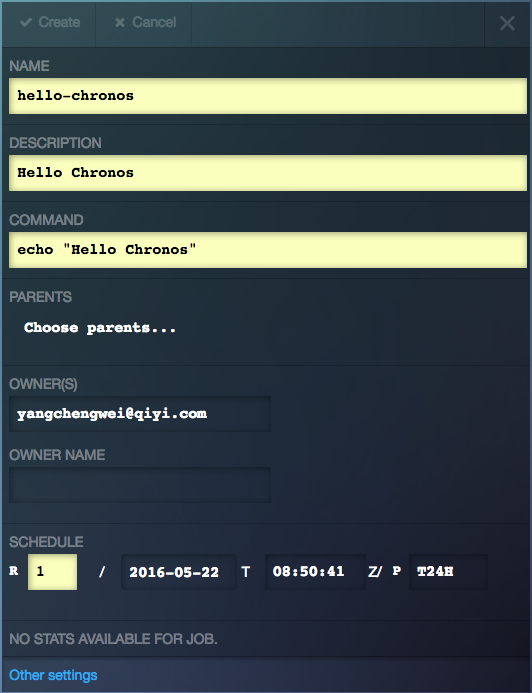 Create Cancel
NAME
hello-chronos
DESCRIPTION
Hello Chronos
COMMAND
echo "Hello Chronos"
PARENTS
Choose parents...
OWNER(S)
yangchengwei@qiyi.com
OWNER NAME
SCHEDULE
R 1 / 2016-05-22 T 08:50:41 Z/ P T24H
NO STATS AVAILABLE FOR JOB.
Other settings